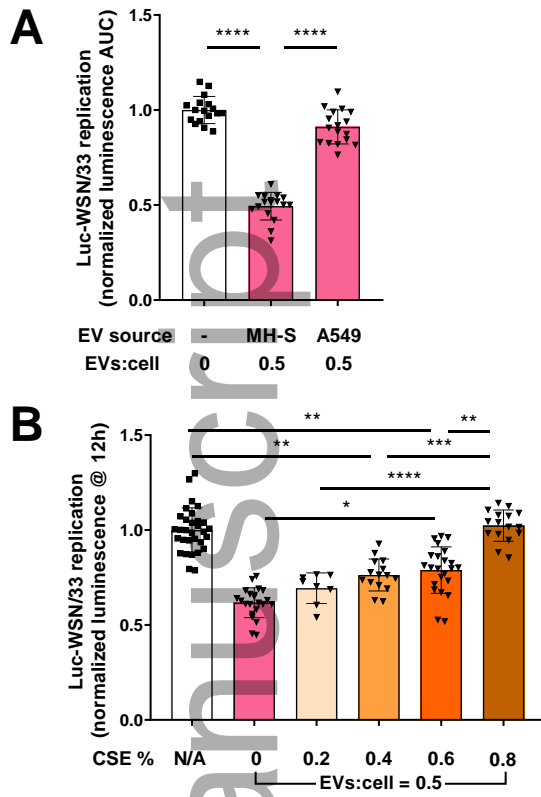 A
Luc-WSN/33 replication
(normalized luminescence AUC)
1.5
1.0
0.5
0.0
**** ****
EV source - MH-S A549
EVs:cell 0 0.5 0.5
B
Luc-WSN/33 replication
(normalized luminescence @ 12h)
1.5
1.0
0.5
0.0
** **
** ***
****
*
CSE % N/A 0 0.2 0.4 0.6 0.8
EVs:cell = 0.5
anuscript